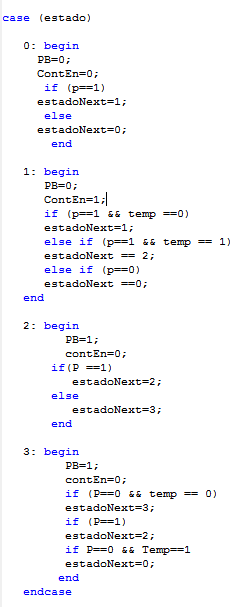 case (estado)
0: begin
PB=0;
ContEn=0;
if (p==1)
estadoNext=1;
else
estadoNext=0;
end
1: begin
PB=0;
ContEn=1;
if (p==1 && temp ==0)
estadoNext=1;
else if (p==1 && temp == 1)
estadoNext == 2;
else if (p==0)
estadoNext ==0;
end
2: begin
PB=1;
contEn=0;
if(P ==1)
estadoNext=2;
else
estadoNext=3;
end
3: begin
PB=1;
contEn=0;
if (P==0 && temp == 0)
estadoNext=3;
if (P==1)
estadoNext=2;
if P==0 && Temp==1
estadoNext=0;
end
endcase